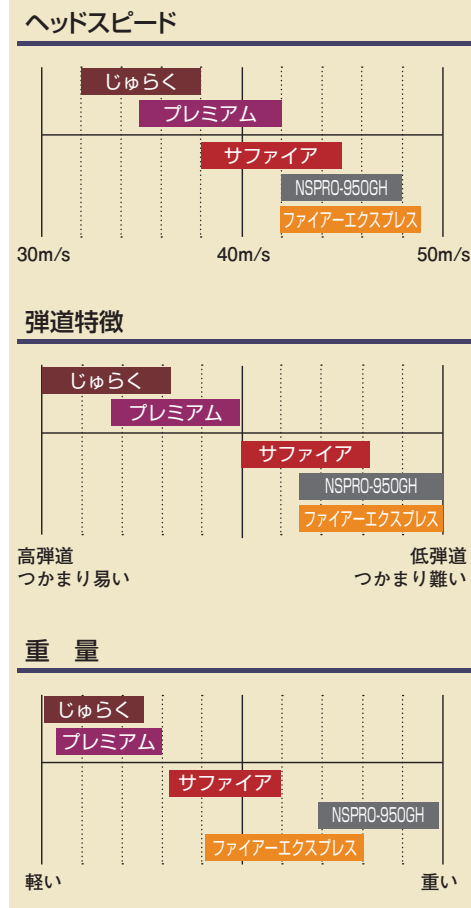 ヘッドスピード
じゅらく
プレミアム
サファイア
NSPRO-950GH
ファイアーエクスプレス
30m/s 40m/s 50m/s
弾道特徴
じゅらく
プレミアム
サファイア
NSPRO-950GH
ファイアーエクスプレス
高弾道 低弾道
つかまり易い つかまり難い
重 量
じゅらく
プレミアム
サファイア
NSPRO-950GH
ファイアーエクスプレス
軽い 重い